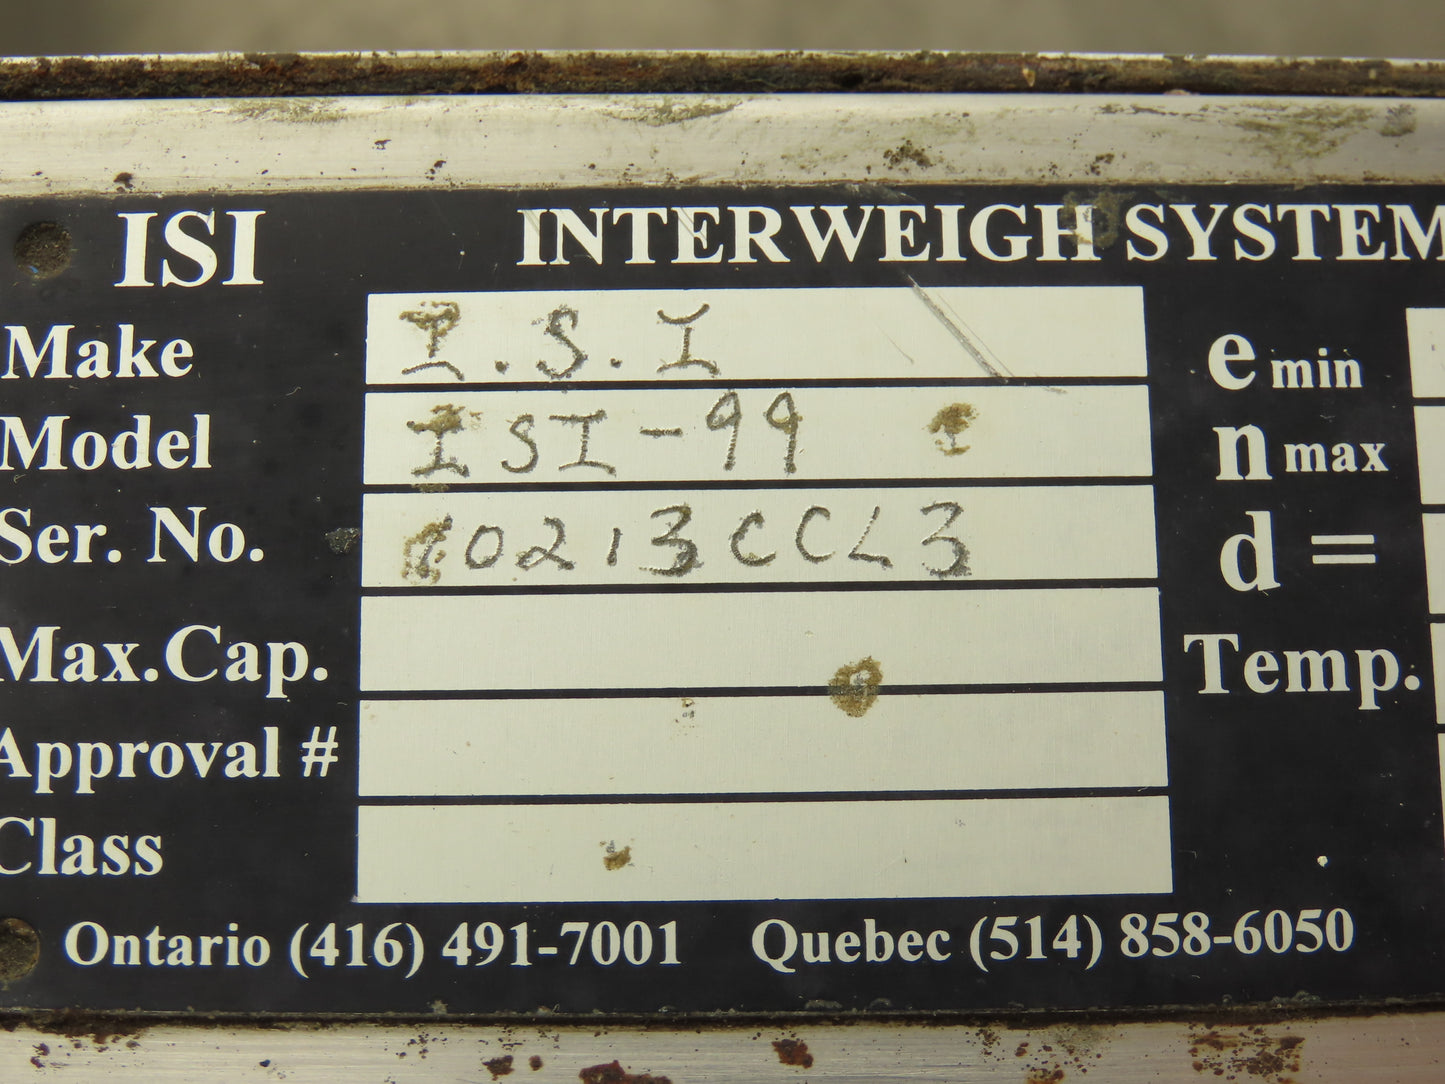 ISI INTERWEIGH SYSTEM
Make I.S.I e min
Model ISI-99 n max
Ser. No. 10213CCL3 d =
Max.Cap. Temp.
Approval #
Class
Ontario (416) 491-7001 Quebec (514) 858-6050